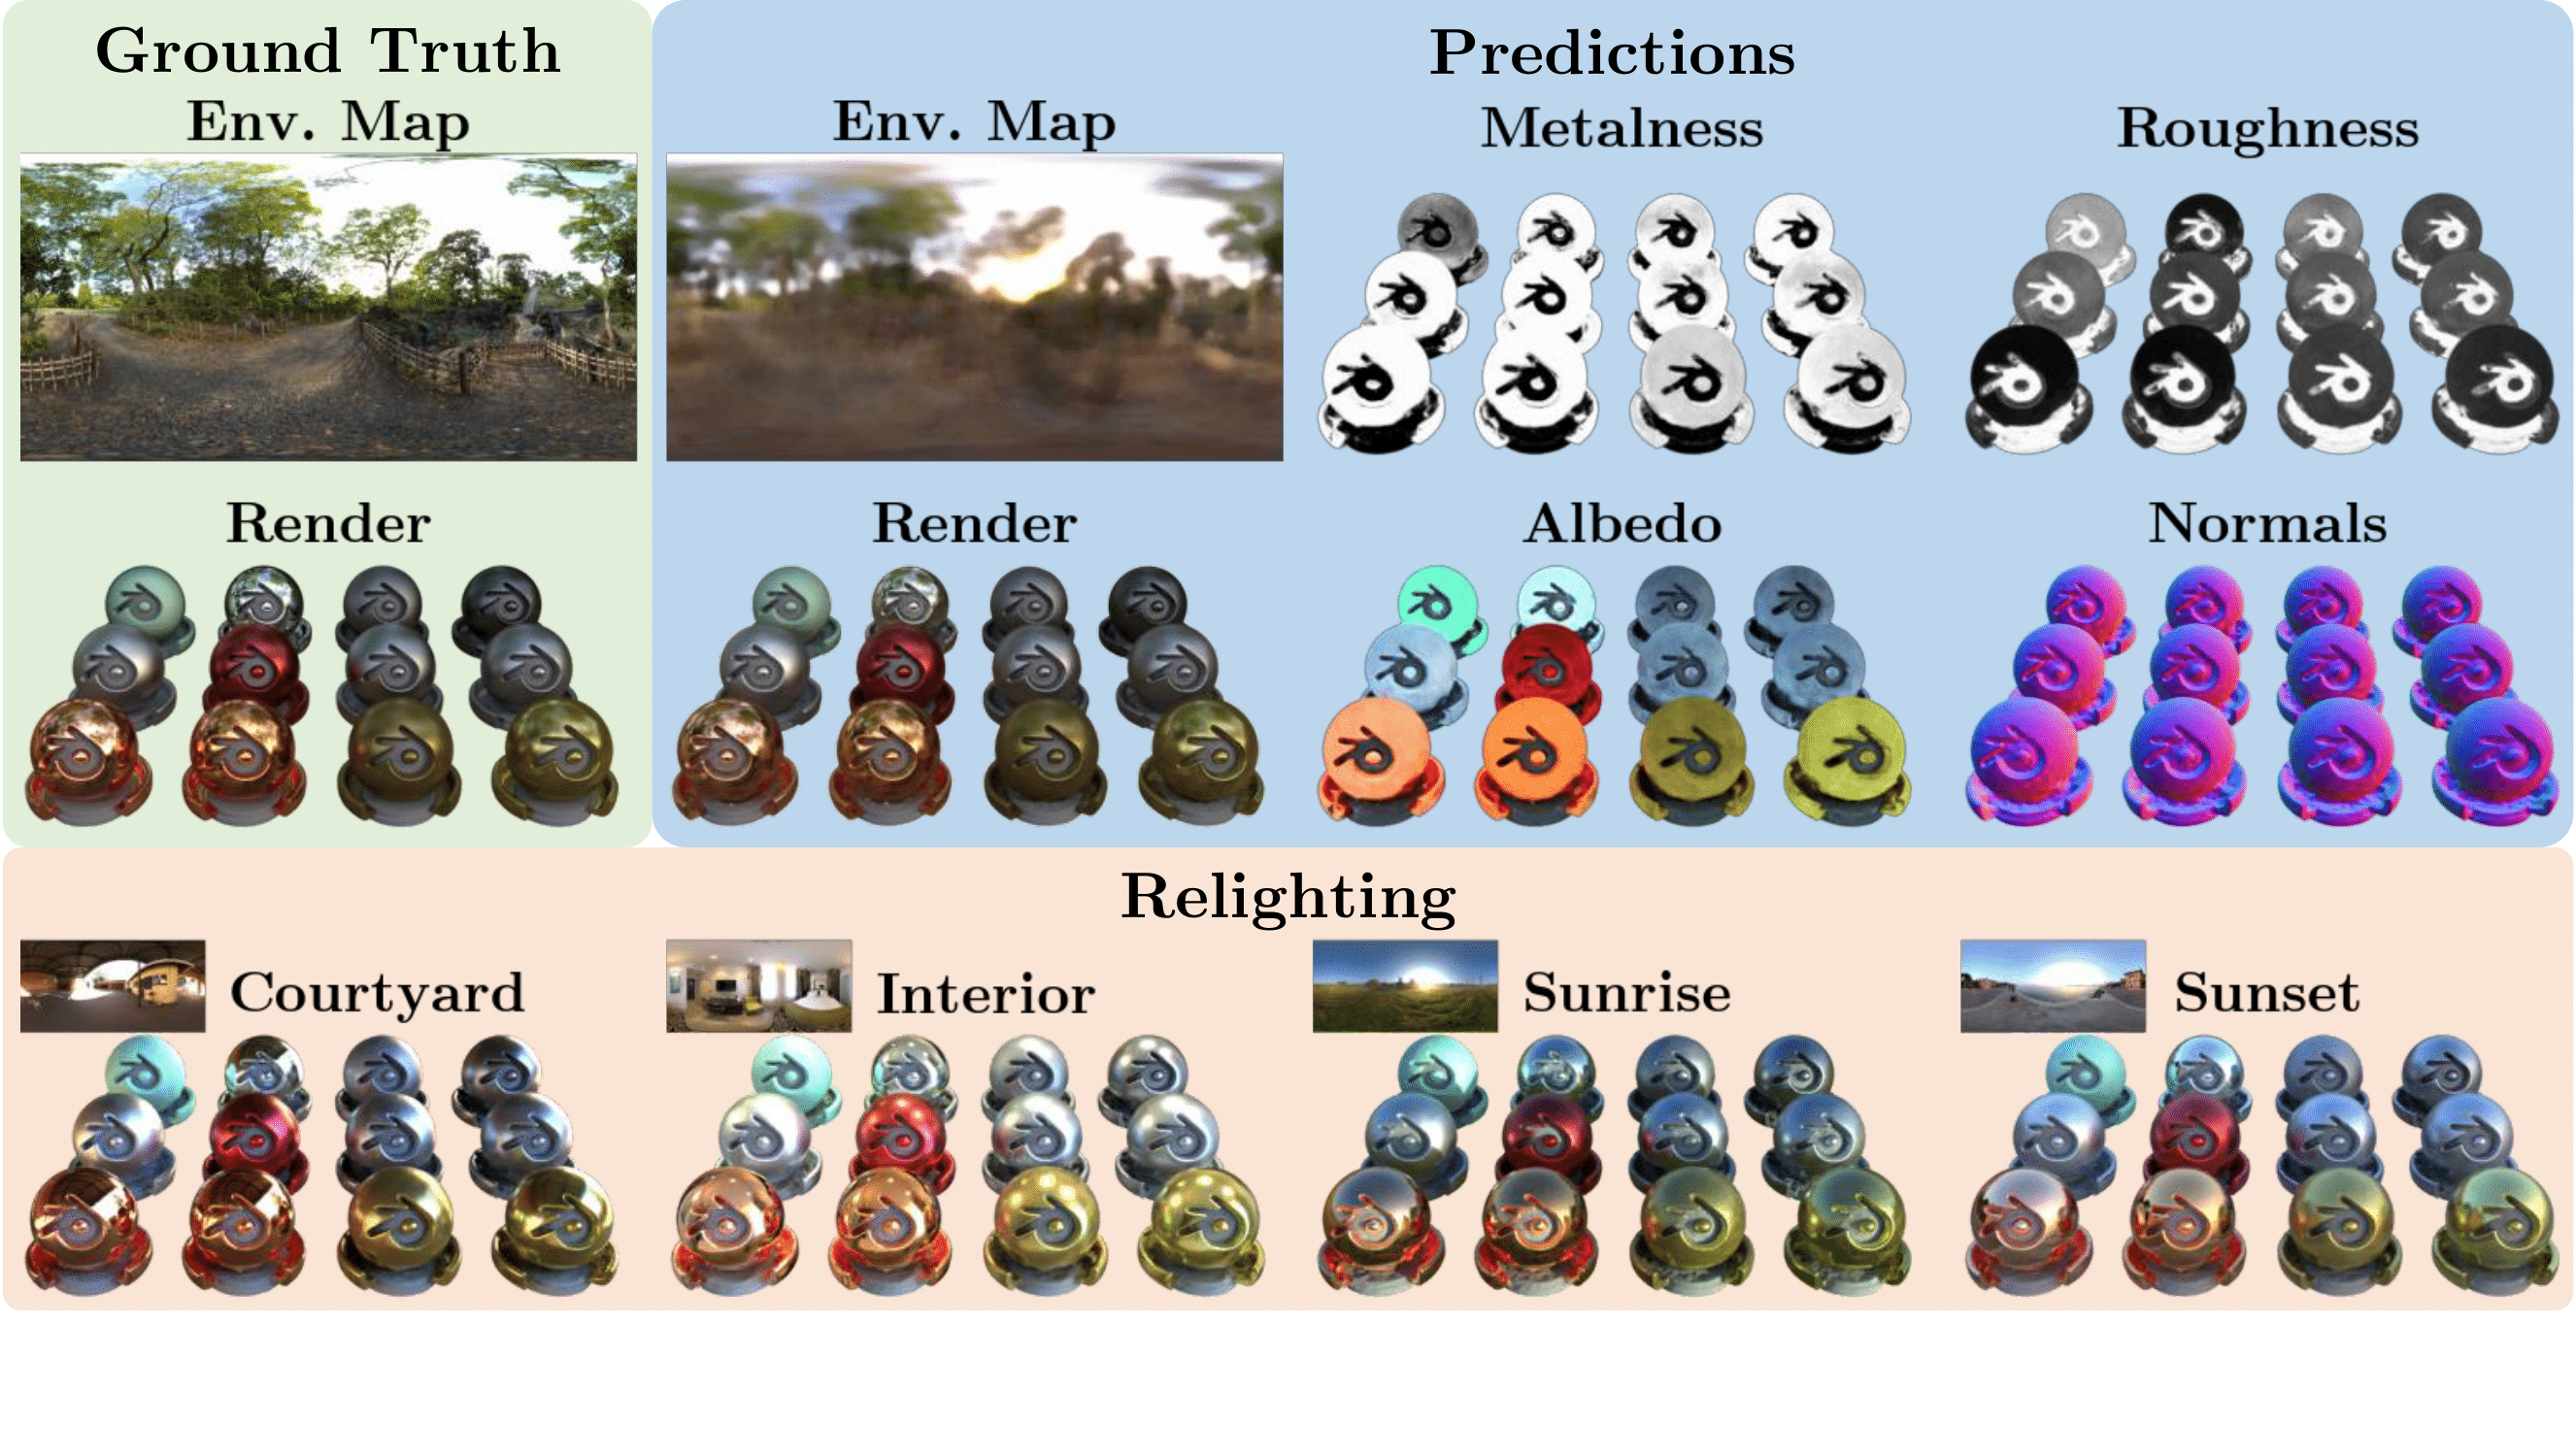 Ground Truth
Predictions
Env. Map
Env. Map
Metalness
Roughness
Render
Render
Albedo
Normals
Relighting
Courtyard
Interior
Sunrise
Sunset